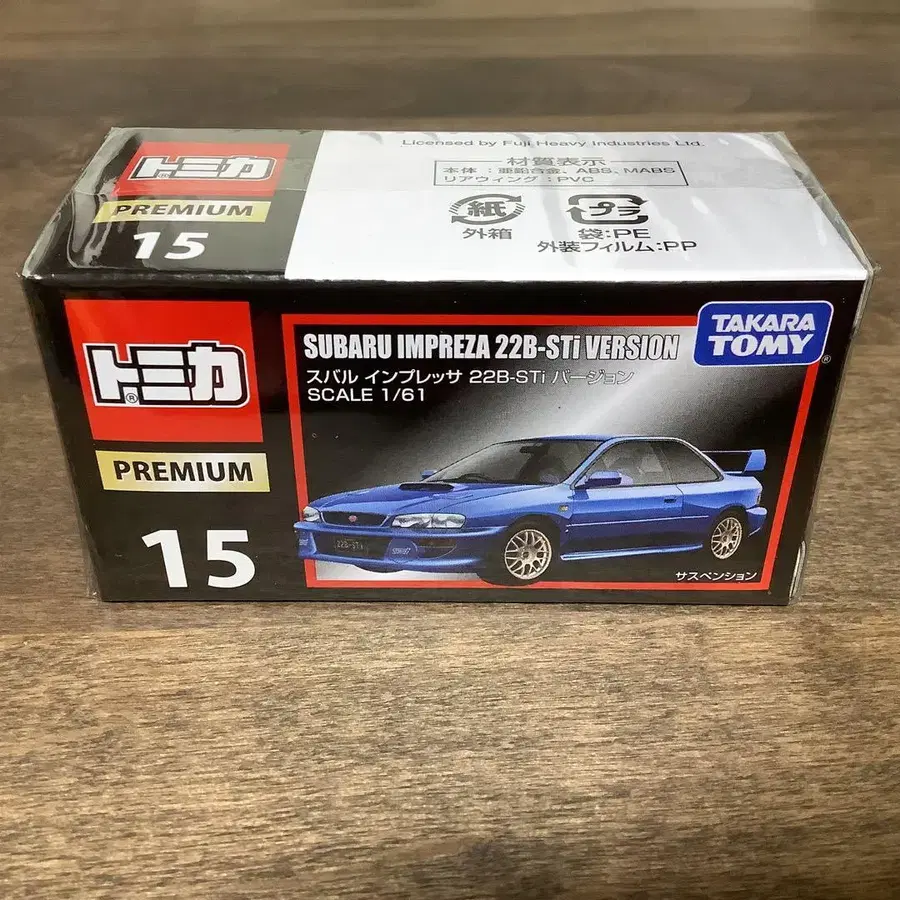 トミカ
PREMIUM
15
Licensed by Fuji Heavy Industries Ltd.
材質表示
本体:亜鉛合金、ABS、MABS
リアウィング:PVC
紙
外箱
プラ
袋:PE
外装フィルム:PP
トミカ®
PREMIUM
15
SUBARU IMPREZA 22B-STi VERSION
スバル インプレッサ 22B-STi バージョン
SCALE 1/61
TAKARA
TOMY®
22B-STi
サスペンション